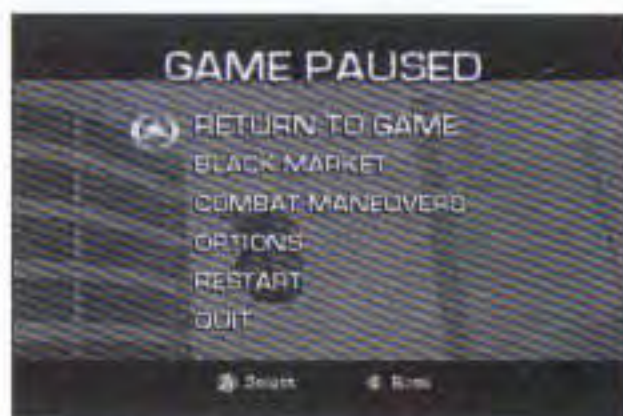 GAME PAUSED
RETURN TO GAME
BLACK MARKET
COMBAT MANEUVERS
OPTIONS
RESTART
QUIT
Select